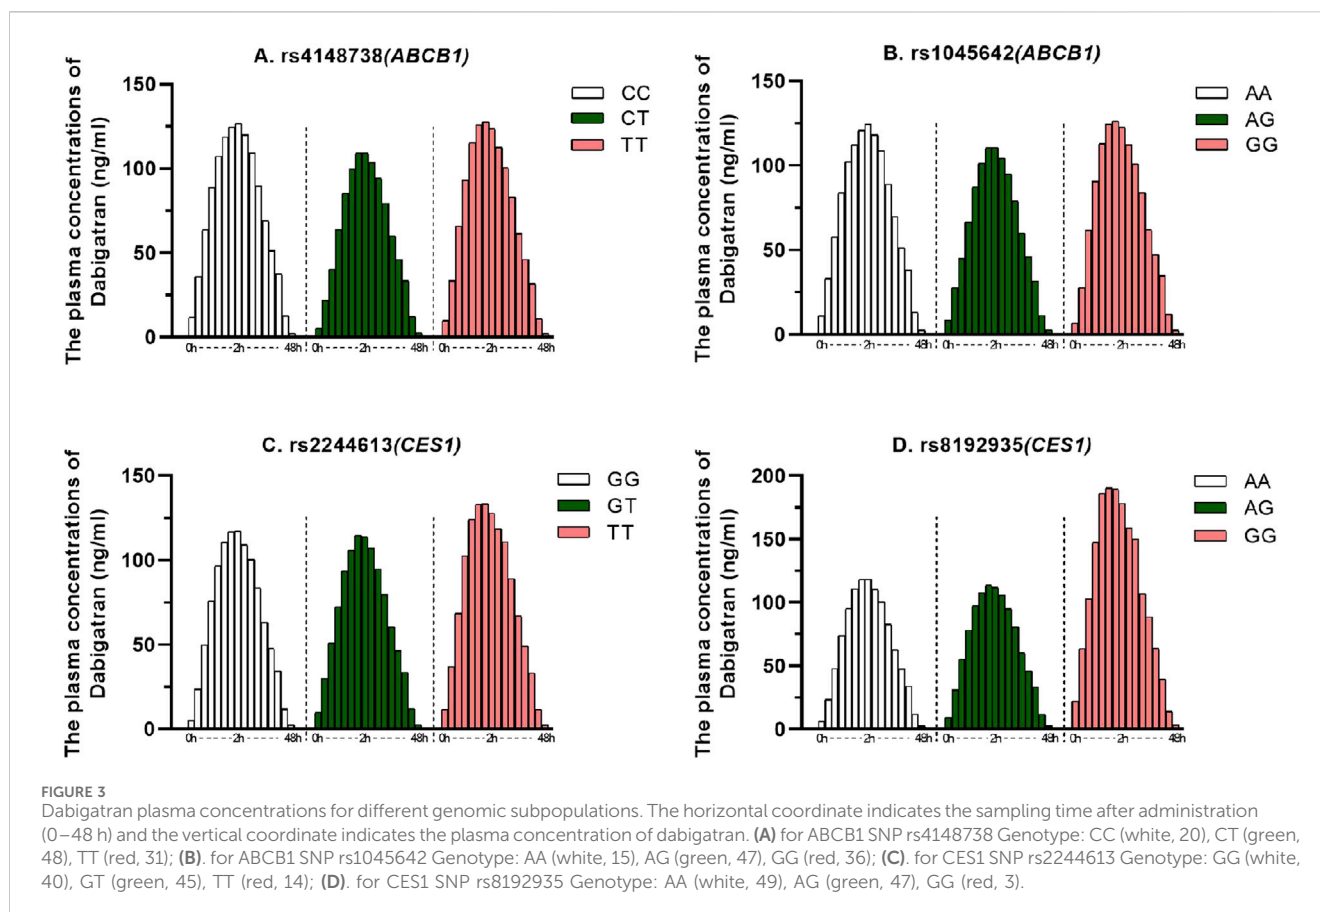 A. rs4148738(ABCB1)
The plasma concentrations of
Dabigatran (ng/ml)
150
100
50
0
0h 2h 48h 0h 2h 48h 0h 2h 48h
CC
CT
TT
B. rs1045642(ABCB1)
The plasma concentrations of
Dabigatran (ng/ml)
150
100
50
0
0h 2h 48h 0h 2h 48h 0h 2h 48h
AA
AG
GG
C. rs2244613(CES1)
The plasma concentrations of
Dabigatran (ng/ml)
150
100
50
0
0h 2h 48h 0h 2h 48h 0h 2h 48h
GG
GT
TT
D. rs8192935(CES1)
The plasma concentrations of
Dabigatran (ng/ml)
200
150
100
50
0
0h 2h 48h 0h 2h 48h 0h 2h 48h
AA
AG
GG
FIGURE 3
Dabigatran plasma concentrations for different genomic subpopulations. The horizontal coordinate indicates the sampling time after administration
(0–48 h) and the vertical coordinate indicates the plasma concentration of dabigatran. (A) for ABCB1 SNP rs4148738 Genotype: CC (white, 20), CT (green,
48), TT (red, 31); (B). for ABCB1 SNP rs1045642 Genotype: AA (white, 15), AG (green, 47), GG (red, 36); (C). for CES1 SNP rs2244613 Genotype: GG (white,
40), GT (green, 45), TT (red, 14); (D). for CES1 SNP rs8192935 Genotype: AA (white, 49), AG (green, 47), GG (red, 3).